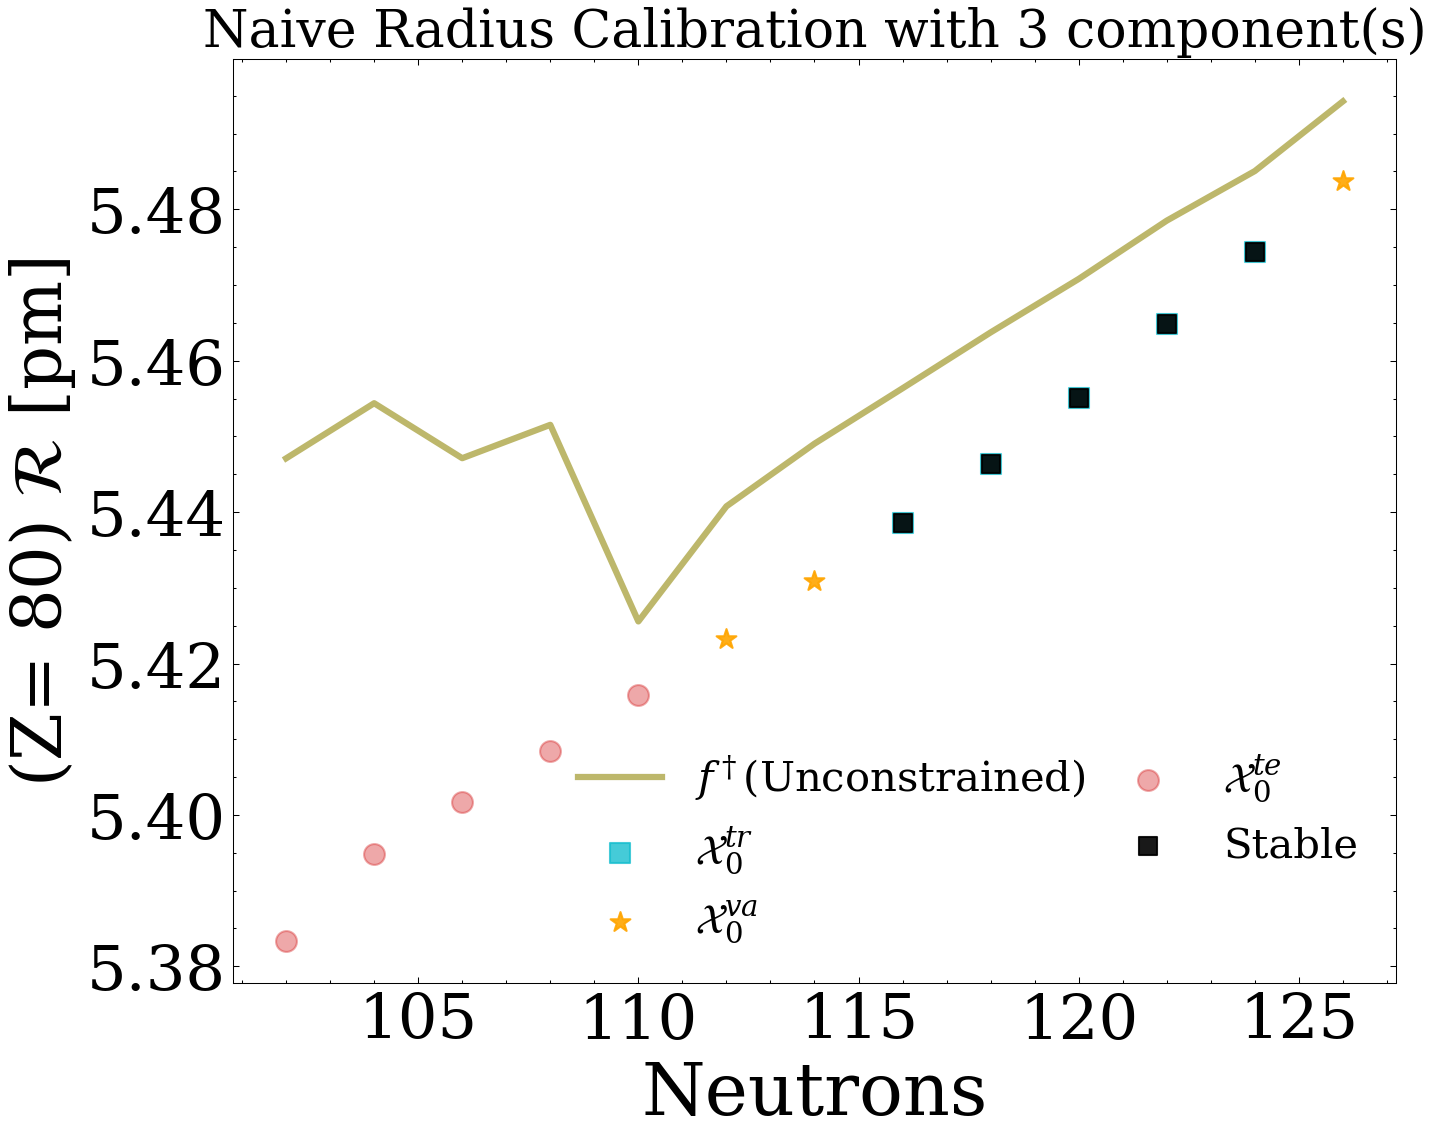 Naive Radius Calibration with 3 component(s)
(Z= 80) ℛ [pm]
5.48
5.46
5.44
5.42
5.40
5.38
f†(Unconstrained)
𝒳₀ᵗʳ
𝒳₀ᵛᵃ
𝒳₀ᵗᵉ
Stable
105 110 115 120 125
Neutrons